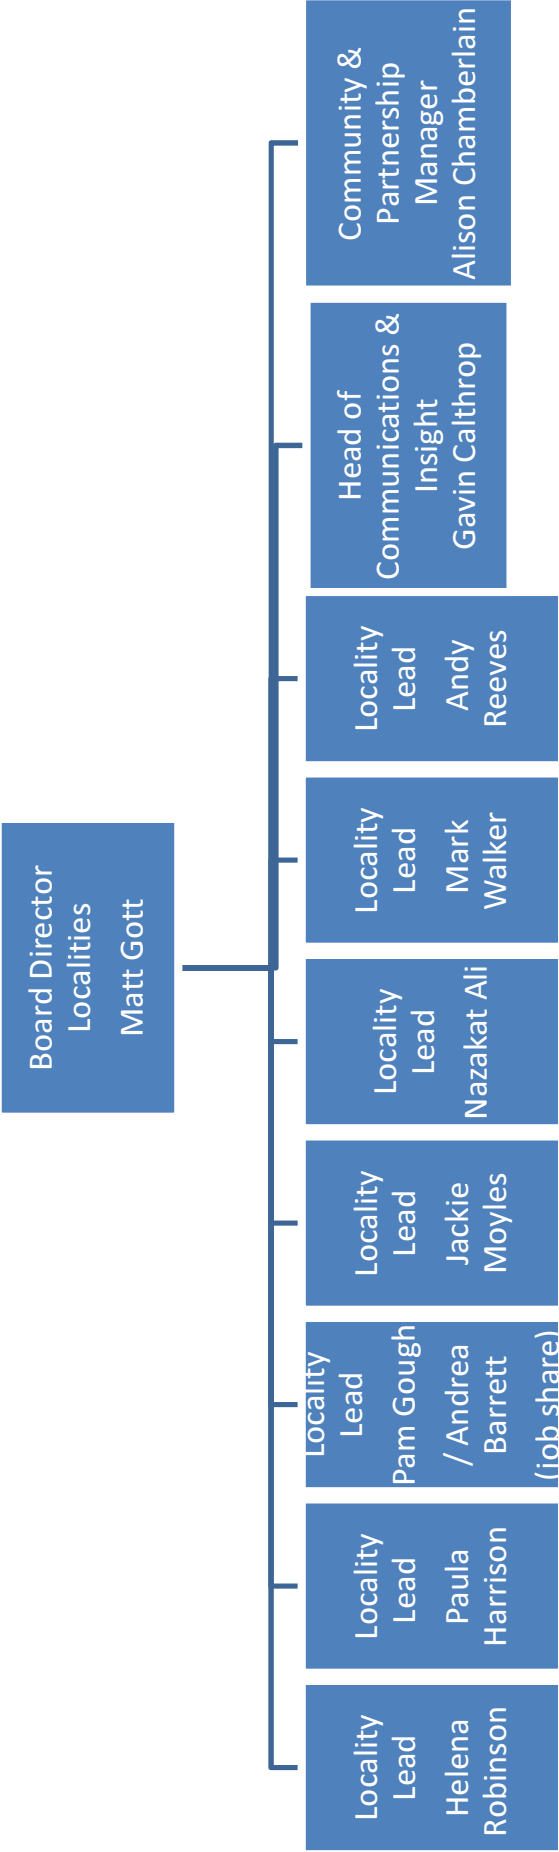 Board Director
Localities
Matt Gott
Locality
Lead
Helena
Robinson
Locality
Lead
Paula
Harrison
Locality
Lead
Pam Gough
/ Andrea
Barrett
(job share)
Locality
Lead
Jackie
Moyles
Locality
Lead
Nazakat Ali
Locality
Lead
Mark
Walker
Locality
Lead
Andy
Reeves
Head of
Communications &
Insight
Gavin Calthrop
Community &
Partnership
Manager
Alison Chamberlain